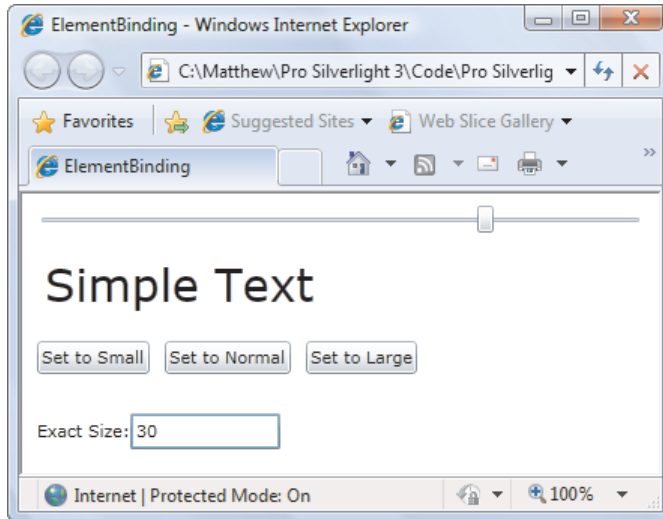 ElementBinding - Windows Internet Explorer
C:\Matthew\Pro Silverlight 3\Code\Pro Silverlig
Favorites Suggested Sites Web Slice Gallery
ElementBinding
Simple Text
Set to Small Set to Normal Set to Large
Exact Size: 30
Internet | Protected Mode: On 100%